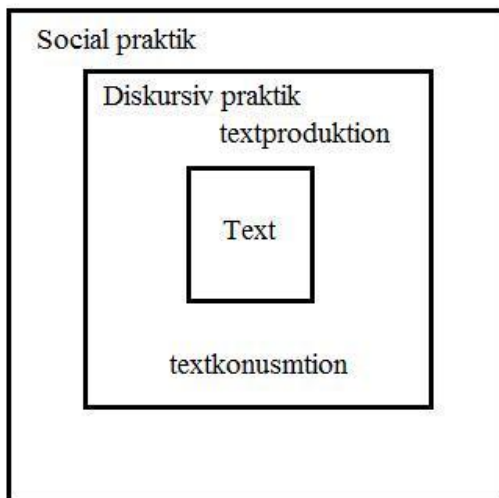 Social praktik
Diskursiv praktik
textproduktion
Text
textkonusmtion